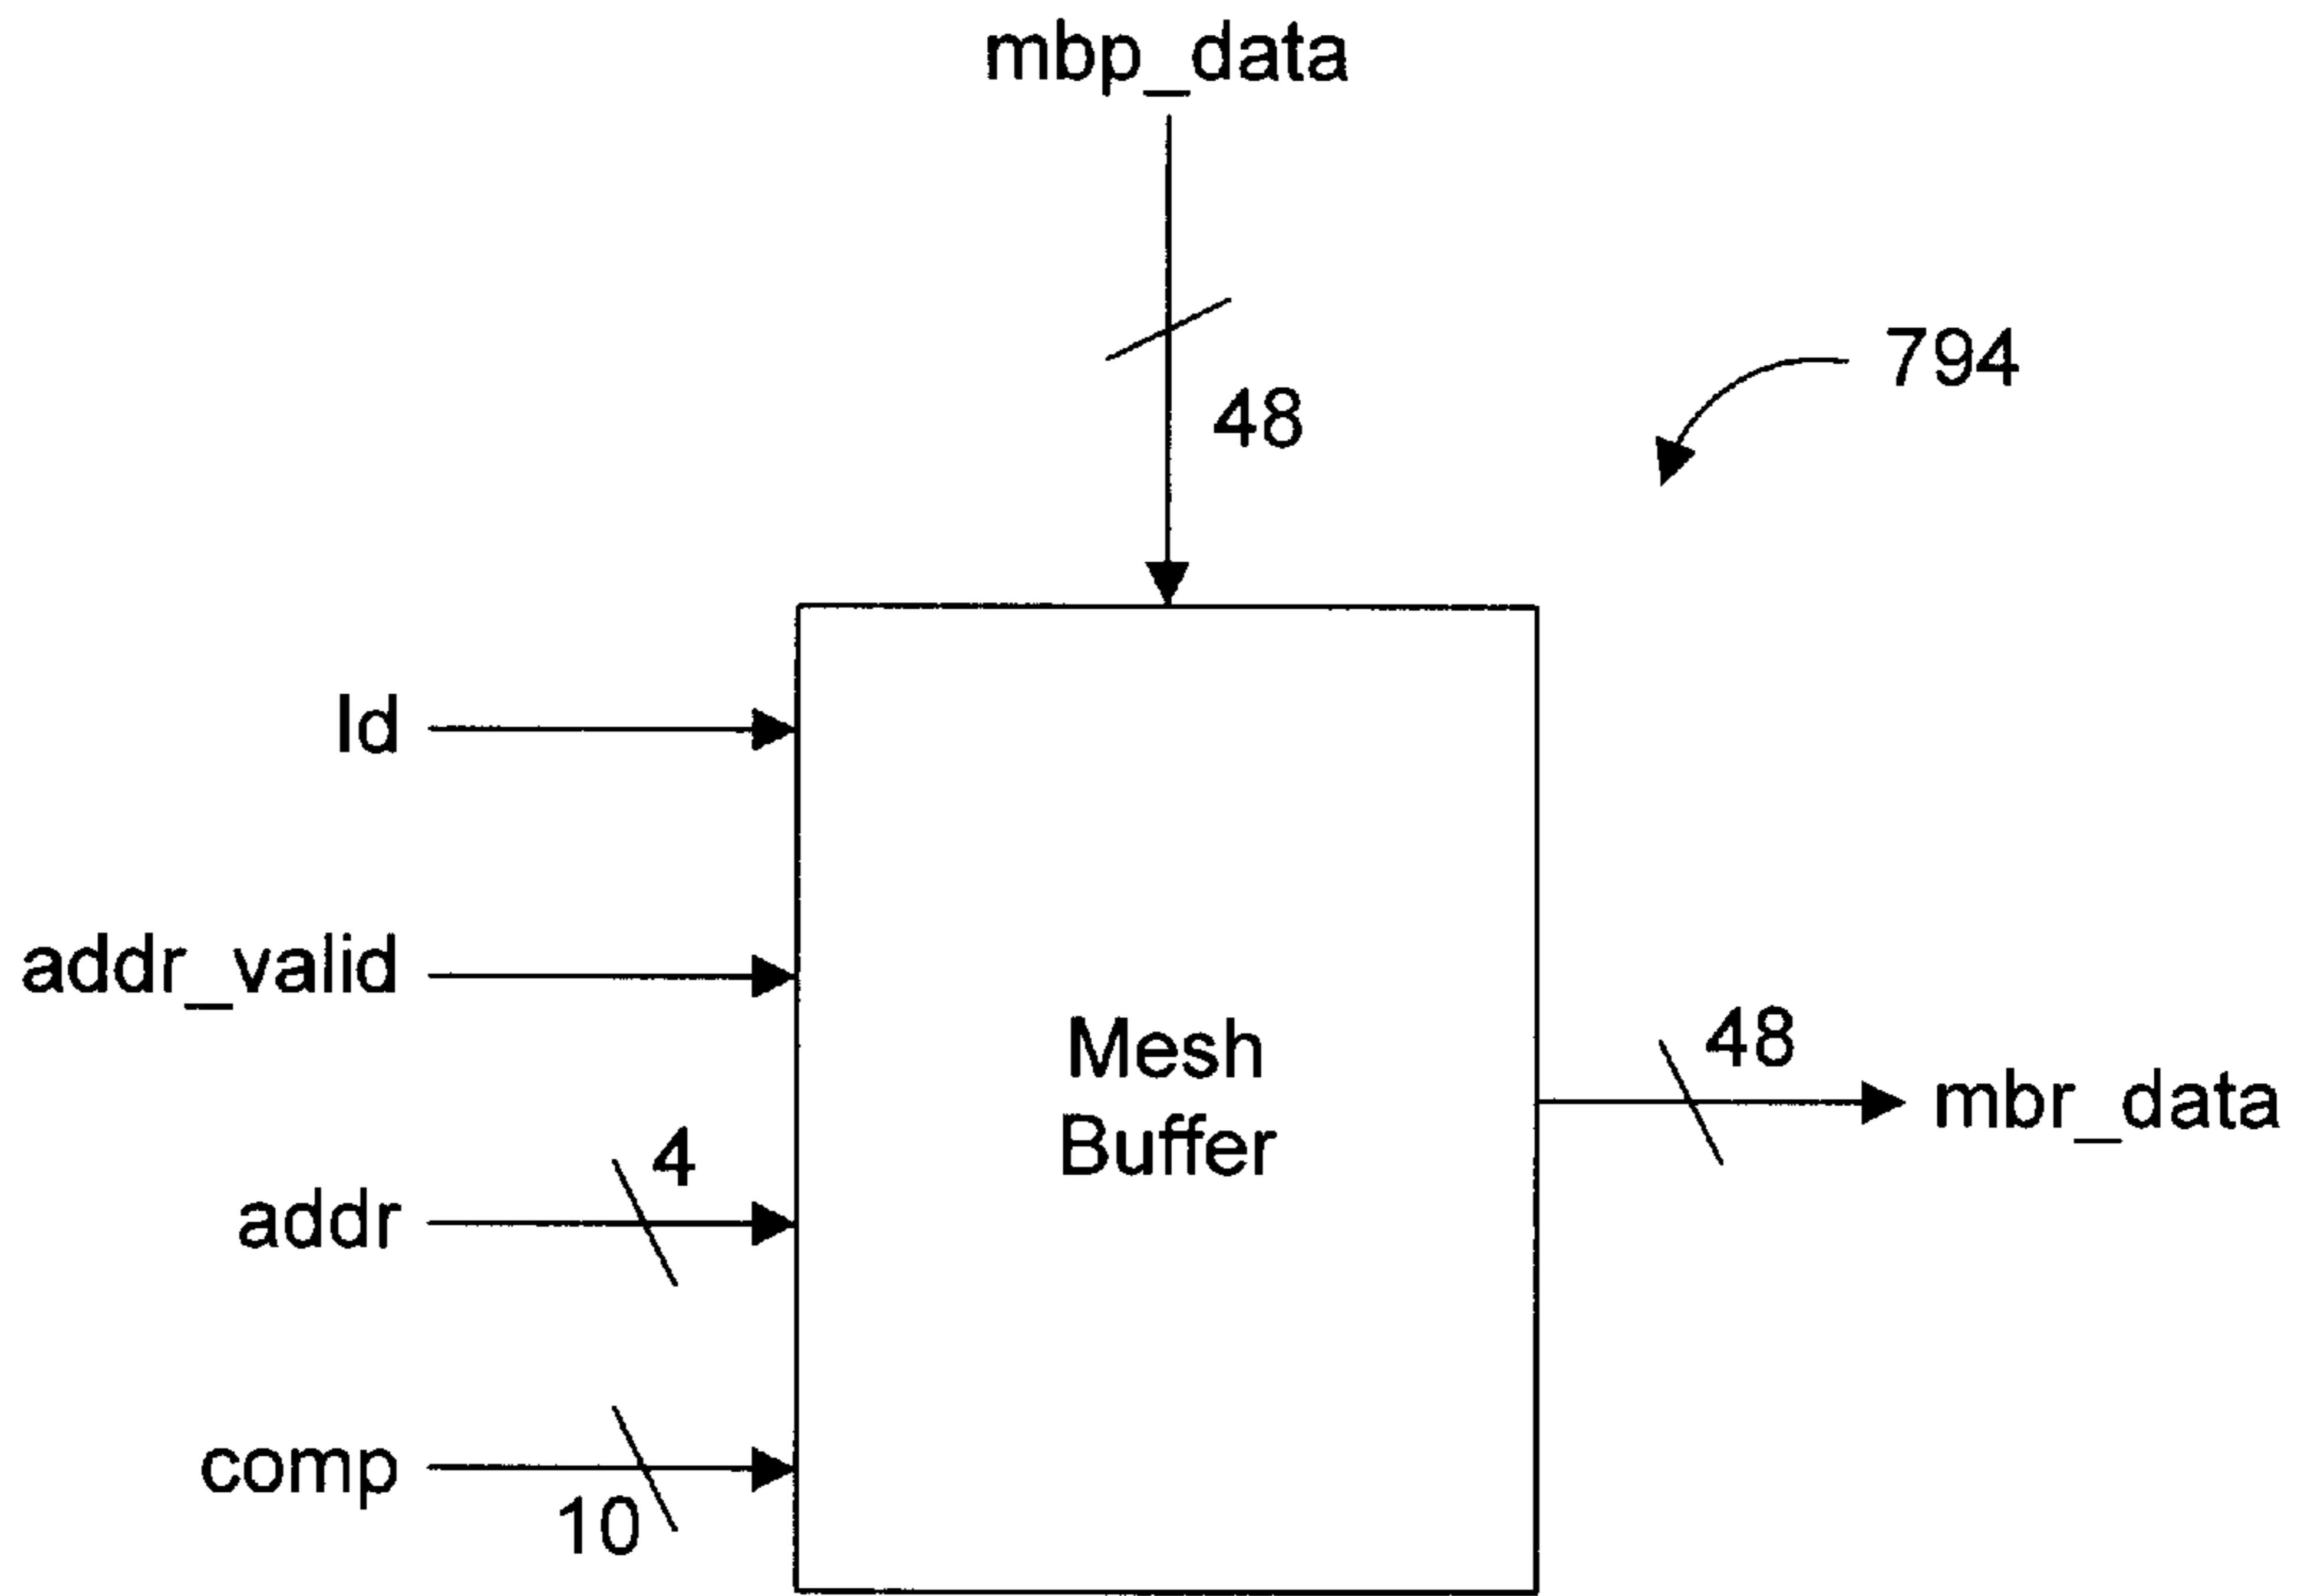 mbp_data
48
794
ld
addr_valid
addr
4
comp
10
Mesh
Buffer
48
mbr_data